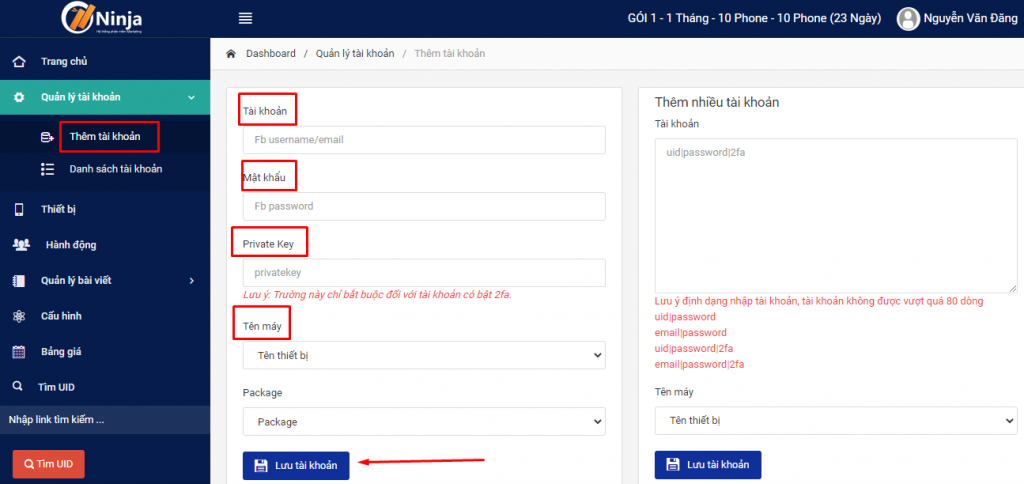 Ninja
Hệ thống phần mềm Marketing
GÓI 1 - 1 Tháng - 10 Phone - 10 Phone (23 Ngày)
Nguyễn Văn Đăng
Trang chủ
Quản lý tài khoản
Thêm tài khoản
Danh sách tài khoản
Thiết bị
Hành động
Quản lý bài viết
Cấu hình
Bảng giá
Tìm UID
Nhập link tìm kiếm ...
Tìm UID
Dashboard / Quản lý tài khoản / Thêm tài khoản
Tài khoản
Fb username/email
Mật khẩu
Fb password
Private Key
privatekey
Lưu ý: Trường này chỉ bắt buộc đối với tài khoản có bật 2fa.
Tên máy
Tên thiết bị
Package
Package
Lưu tài khoản
Thêm nhiều tài khoản
Tài khoản
uid|password|2fa
Lưu ý định dạng nhập tài khoản, tài khoản không được vượt quá 80 dòng
uid|password
email|password
uid|password|2fa
email|password|2fa
Tên máy
Tên thiết bị
Lưu tài khoản